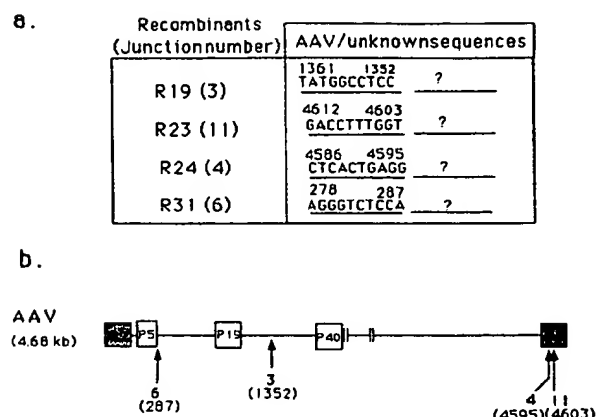 a.
Recombinants
(Junctionnumber)
AAV/unknownsequences
R19 (3)
1361 1352
TATGGCCTCC ?
R23 (11)
4612 4603
GACCTTTGGT ?
R24 (4)
4586 4595
CTCACTGAGG ?
R31 (6)
278 287
AGGGTCTCCA ?
b.
AAV
(4.68 kb)
P5 P19 P40
6
(287)
3
(1352)
4 11
(4595)(4603)